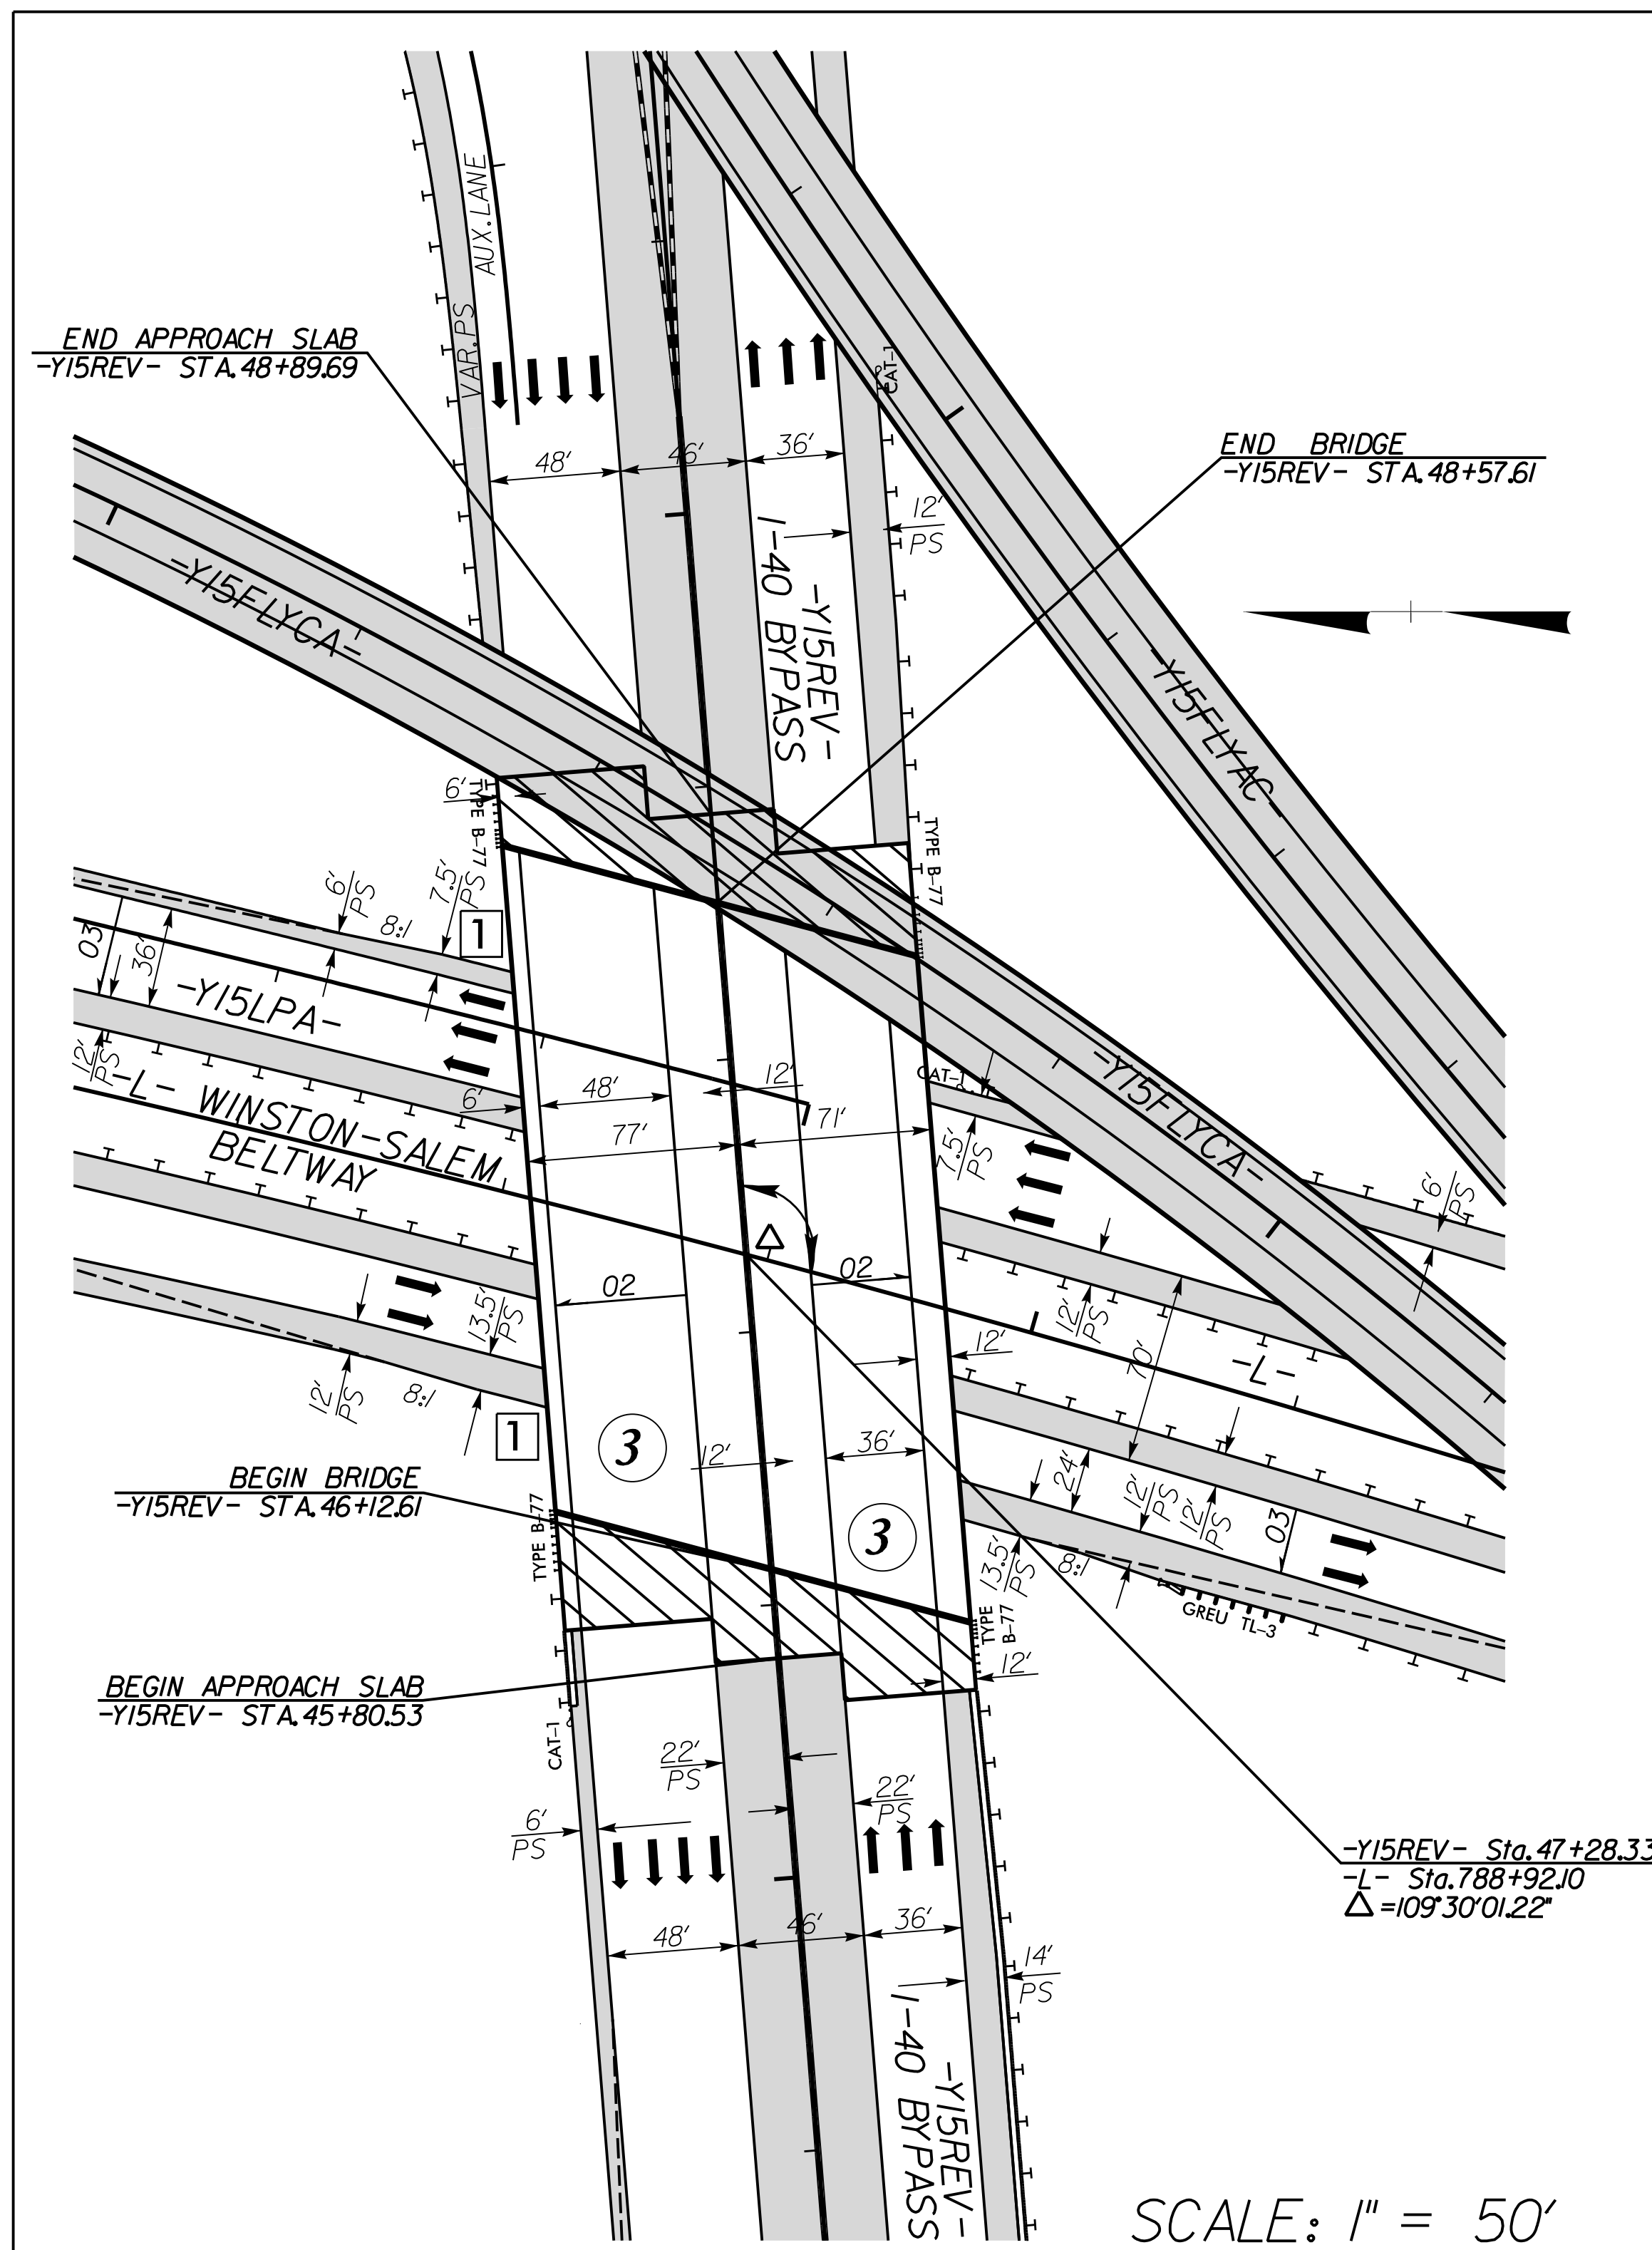 AUX. LANE
VAR. PS
END APPROACH SLAB
-Y15REV- STA. 48+89.69
CAT-1
END BRIDGE
-Y15REV- STA. 48+57.61
48'
46'
36'
12'
PS
-Y15REV-
I-40 BYPASS
-Y15FLYCA-
-Y15FLYAC-
6'
TYPE B-77
TYPE B-77
6'
PS
7.5'
PS
8:1
1
03
36'
-Y15LPA-
12'
PS
-L- WINSTON-SALEM
BELTWAY
6'
48'
12'
77'
71'
CAT-1
7.5'
PS
-Y15FLYCA-
6'
PS
02
02
13.5'
PS
12'
PS
8:1
12'
PS
70'
-L-
12'
1
3
12'
36'
3
24'
12'
PS
12'
PS
03
BEGIN BRIDGE
-Y15REV- STA. 46+12.61
TYPE B-77
13.5'
PS
8:1
GREU TL-3
TYPE
B-77
12'
BEGIN APPROACH SLAB
-Y15REV- STA. 45+80.53
CAT-1
22'
PS
22'
PS
6'
PS
-Y15REV- Sta. 47+28.33
-L- Sta. 788+92.10
△ =109°30'01.22"
48'
46'
36'
14'
PS
-Y15REV-
I-40 BYPASS
SCALE: 1" = 50'